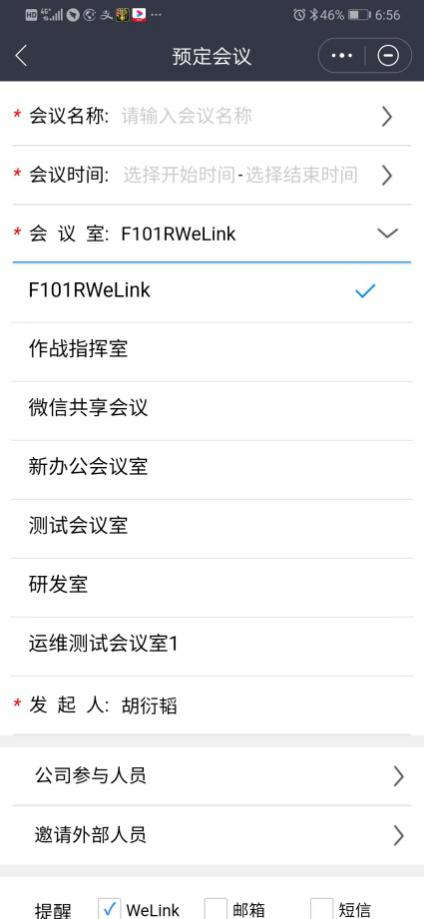 HD 46% 6:56
预定会议
* 会议名称: 请输入会议名称
* 会议时间: 选择开始时间-选择结束时间
* 会 议 室: F101RWeLink
F101RWeLink
作战指挥室
微信共享会议
新办公会议室
测试会议室
研发室
运维测试会议室1
* 发 起 人: 胡衍韬
公司参与人员
邀请外部人员
提醒 WeLink 邮箱 短信